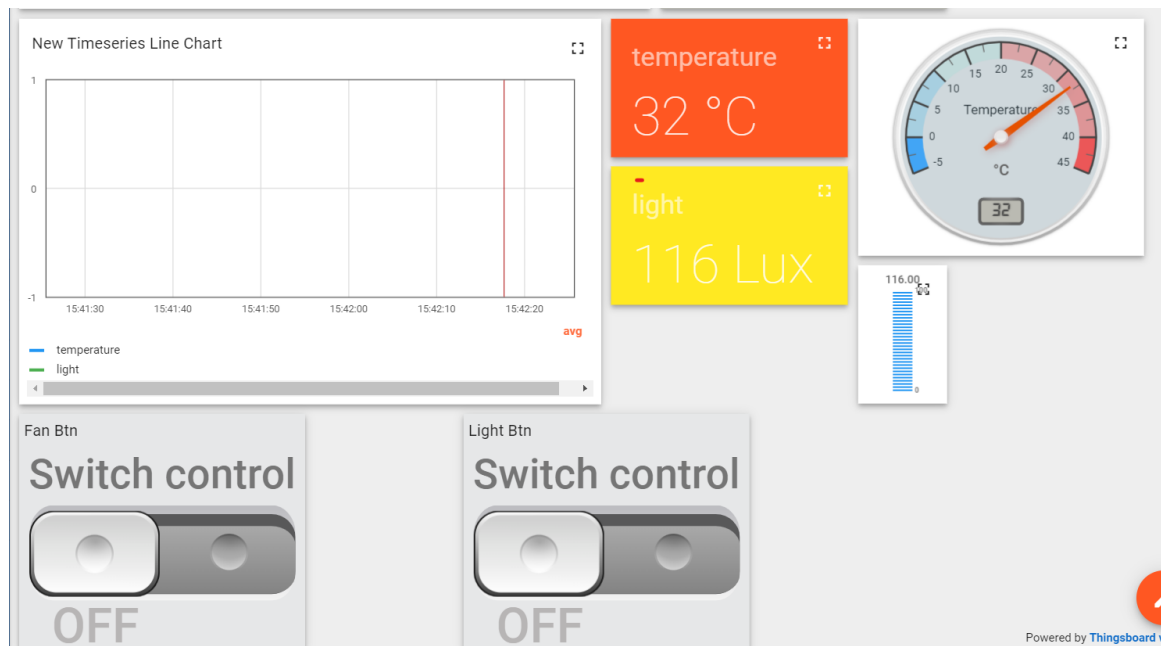 New Timeseries Line Chart
1
0
-1
15:41:30 15:41:40 15:41:50 15:42:00 15:42:10 15:42:20
avg
temperature
light
temperature
32 °C
light
116 Lux
-5
0
5
10
15
20
25
30
35
40
45
Temperature
°C
32
116.00
0
Fan Btn
Switch control
OFF
Light Btn
Switch control
OFF
Powered by Thingsboard